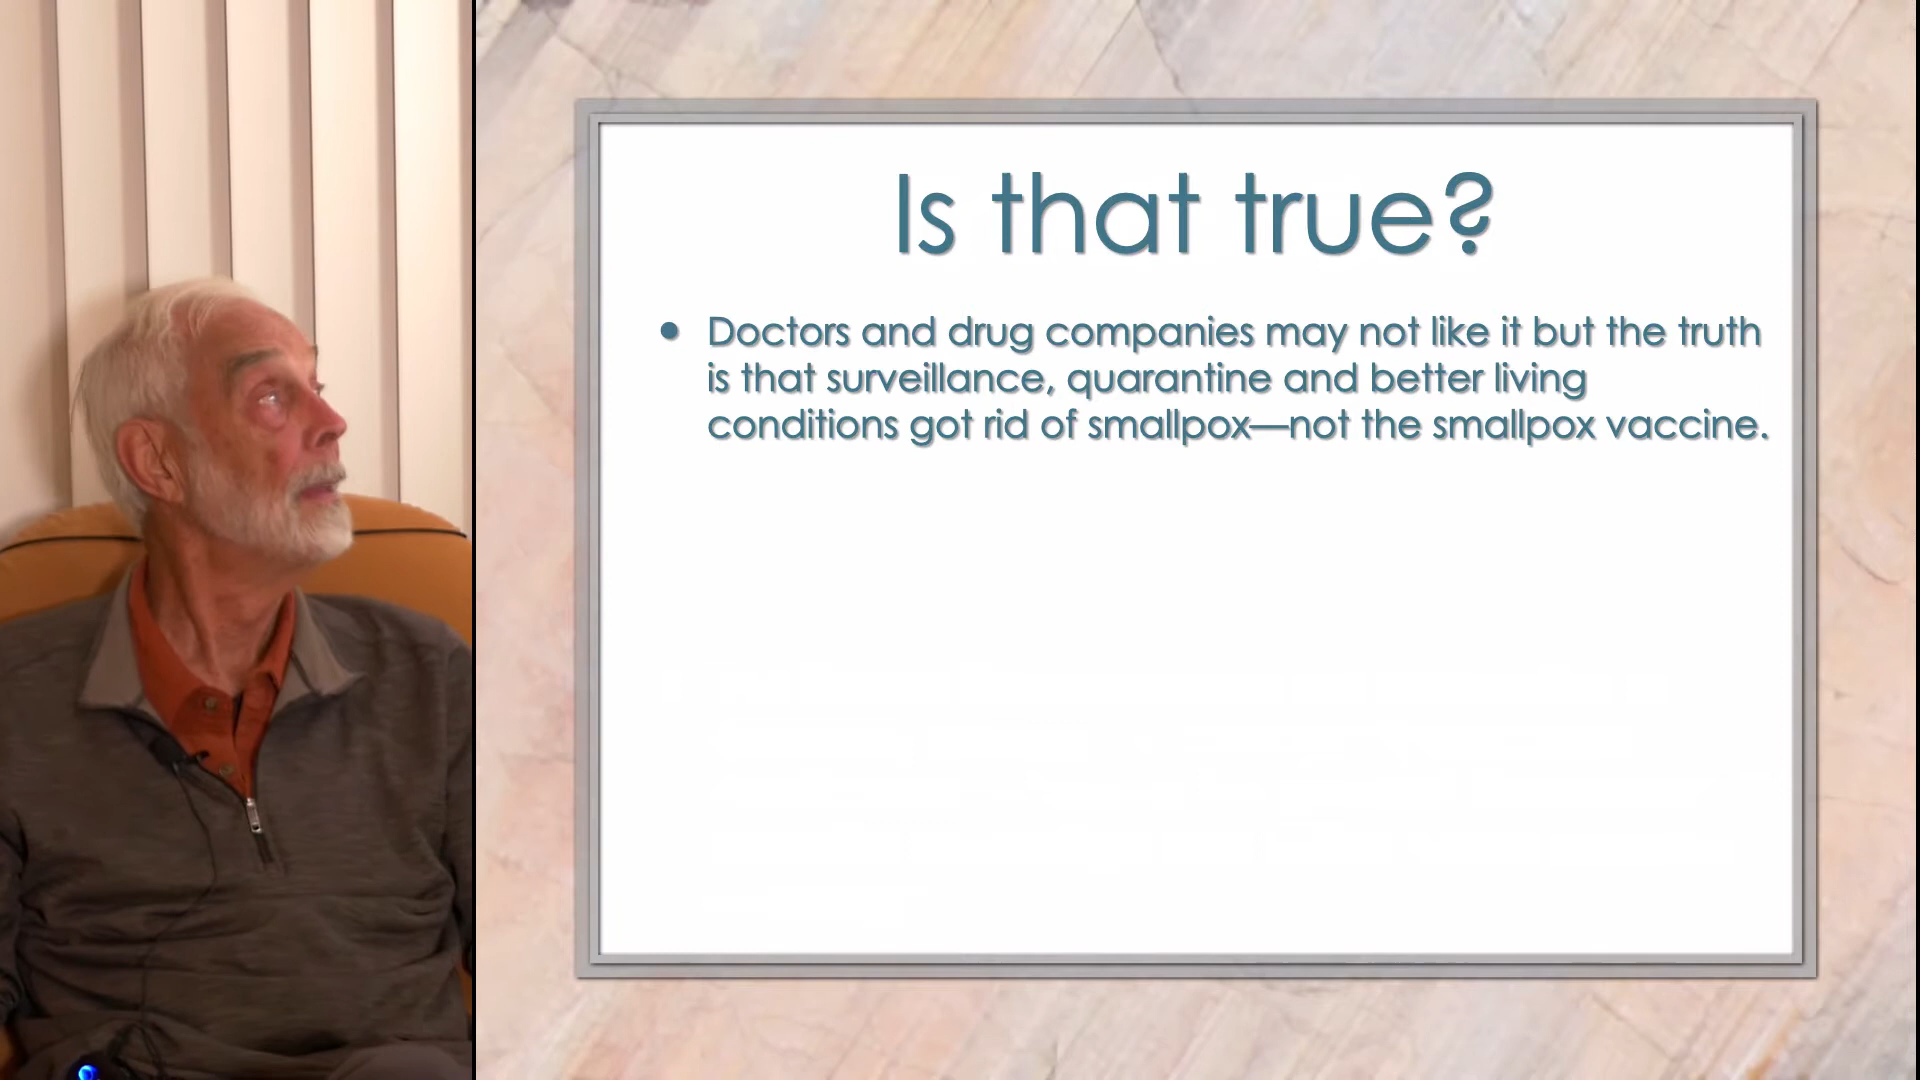 Is that true?
• Doctors and drug companies may not like it but the truth
is that surveillance, quarantine and better living
conditions got rid of smallpox—not the smallpox vaccine.